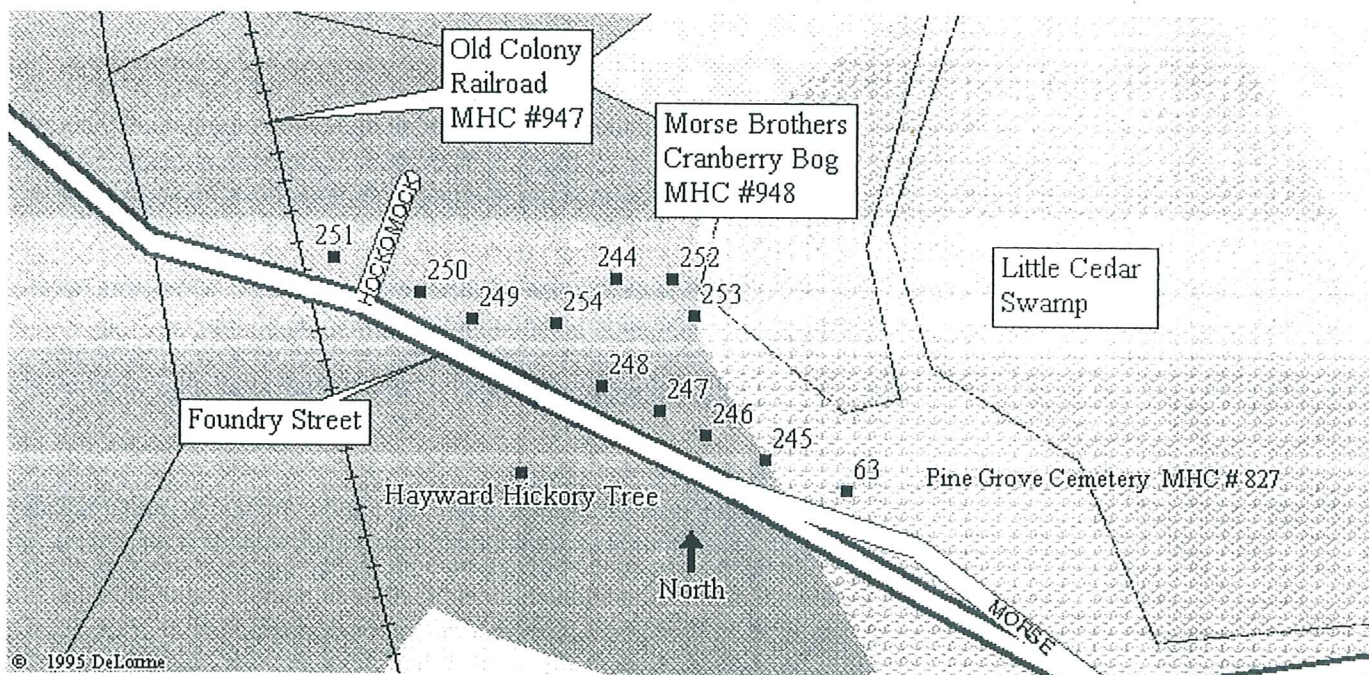 Old Colony
Railroad
MHC #947
Morse Brothers
Cranberry Bog
MHC #948
HOCKOMOCK
251
250
249
254
244
252
253
Little Cedar
Swamp
248
247
246
245
63
Foundry Street
Hayward Hickory Tree
Pine Grove Cemetery MHC # 827
North
MORSE
© 1995 DeLorme